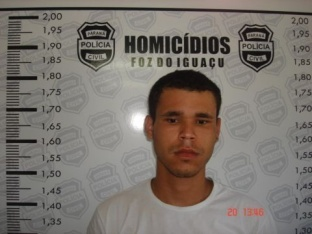 2,00 2,00
1,95 1,95
1,90 1,90
1,85 1,85
1,80 1,80
1,75 1,75
1,70 1,70
1,65 1,65
1,60 1,60
1,55 1,55
1,50 1,50
1,45 1,45
1,40 1,40
1,35 1,35
PARANÁ
POLÍCIA
CIVIL
HOMICÍDIOS
FOZ DO IGUAÇU
PARANÁ
POLÍCIA
CIVIL
20 13:46